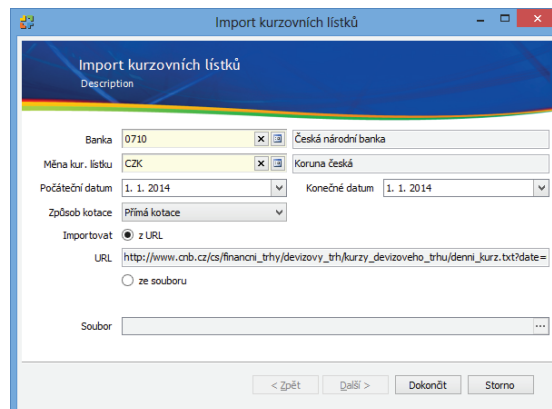 Import kurzovních lístků
Import kurzovních lístků
Description
Banka 0710 Česká národní banka
Měna kur. lístku CZK Koruna česká
Počáteční datum 1. 1. 2014 Konečné datum 1. 1. 2014
Způsob kotace Přímá kotace
Importovat z URL
URL http://www.cnb.cz/cs/financni_trhy/devizovy_trh/kurzy_devizoveho_trhu/denni_kurz.txt?date=
ze souboru
Soubor ...
< Zpět Další > Dokončit Storno